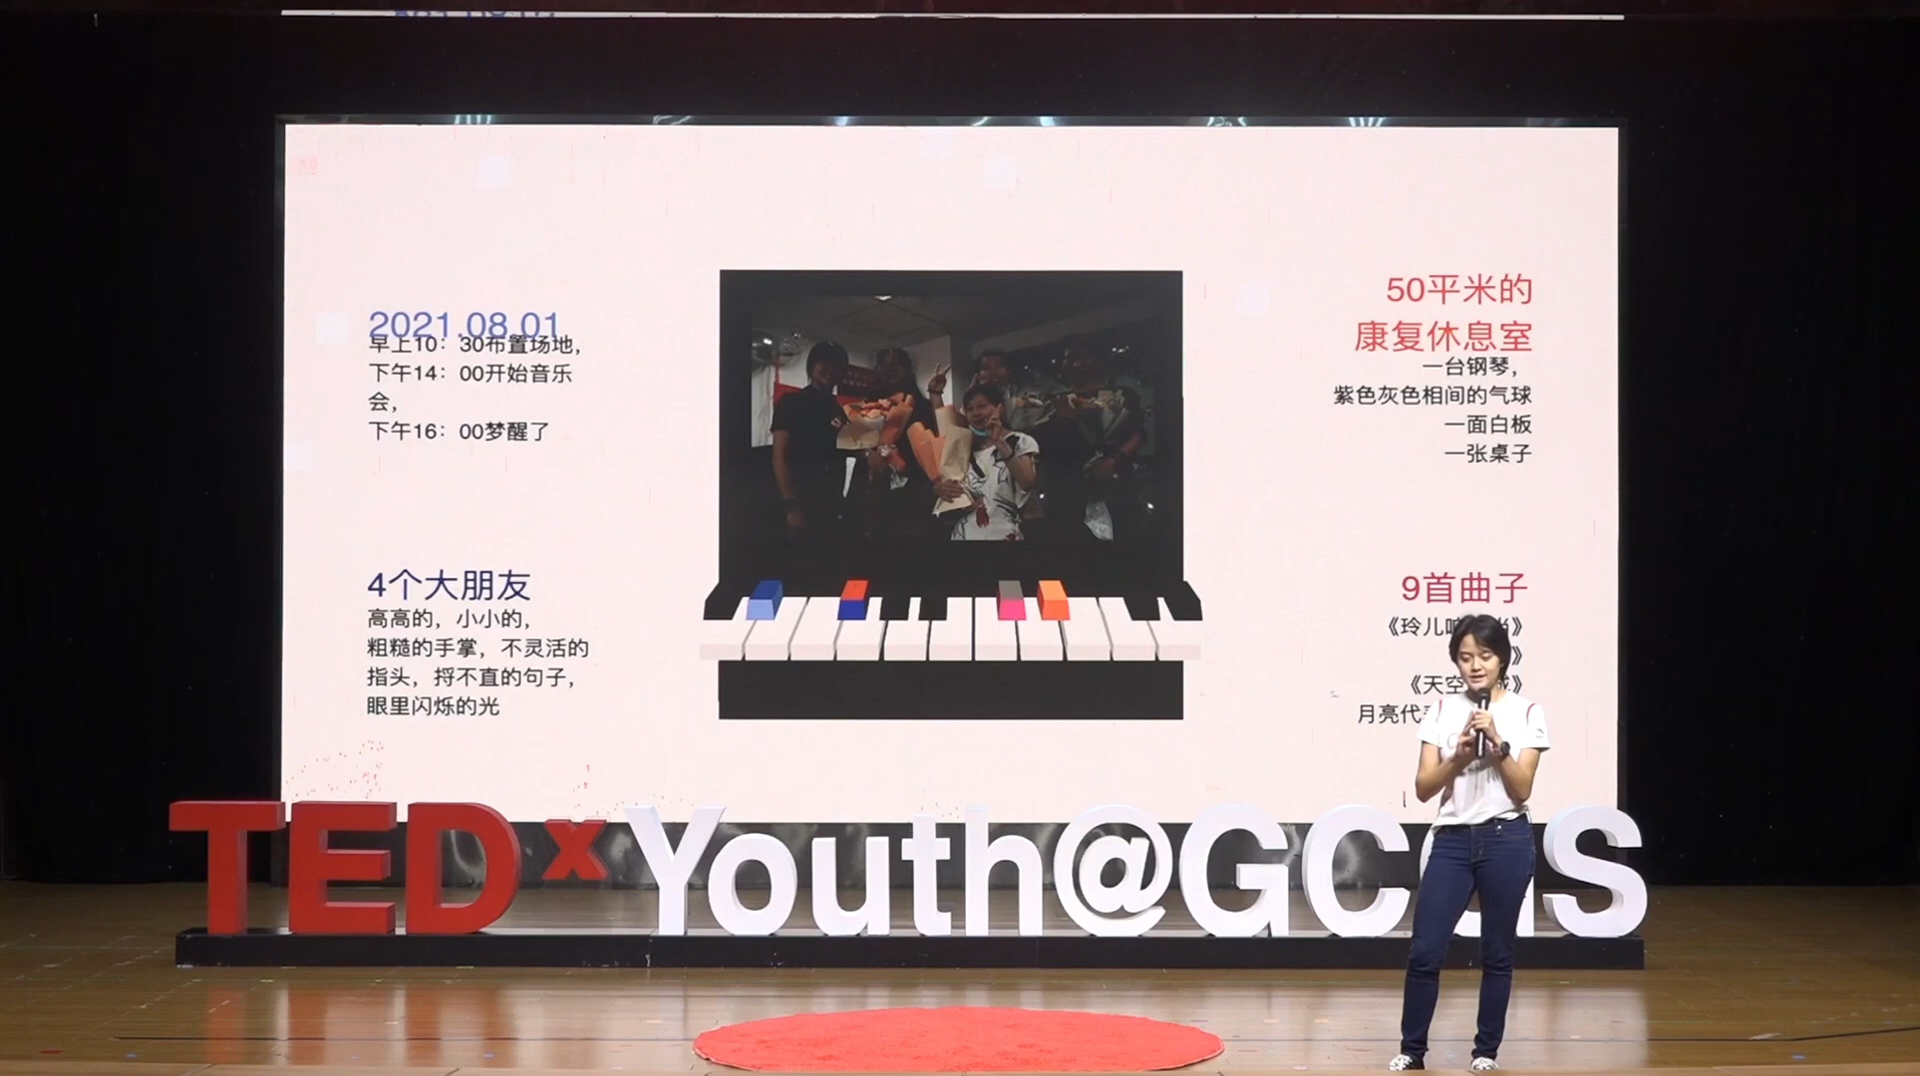 2021.08.01
早上10：30布置场地，
下午14：00开始音乐
会，
下午16：00梦醒了
4个大朋友
高高的，小小的，
粗糙的手掌，不灵活的
指头，捋不直的句子，
眼里闪烁的光
50平米的
康复休息室
一台钢琴，
紫色灰色相间的气球
一面白板
一张桌子
9首曲子
《玲儿响
》
《天空
月亮代
TEDxYouth@GC S